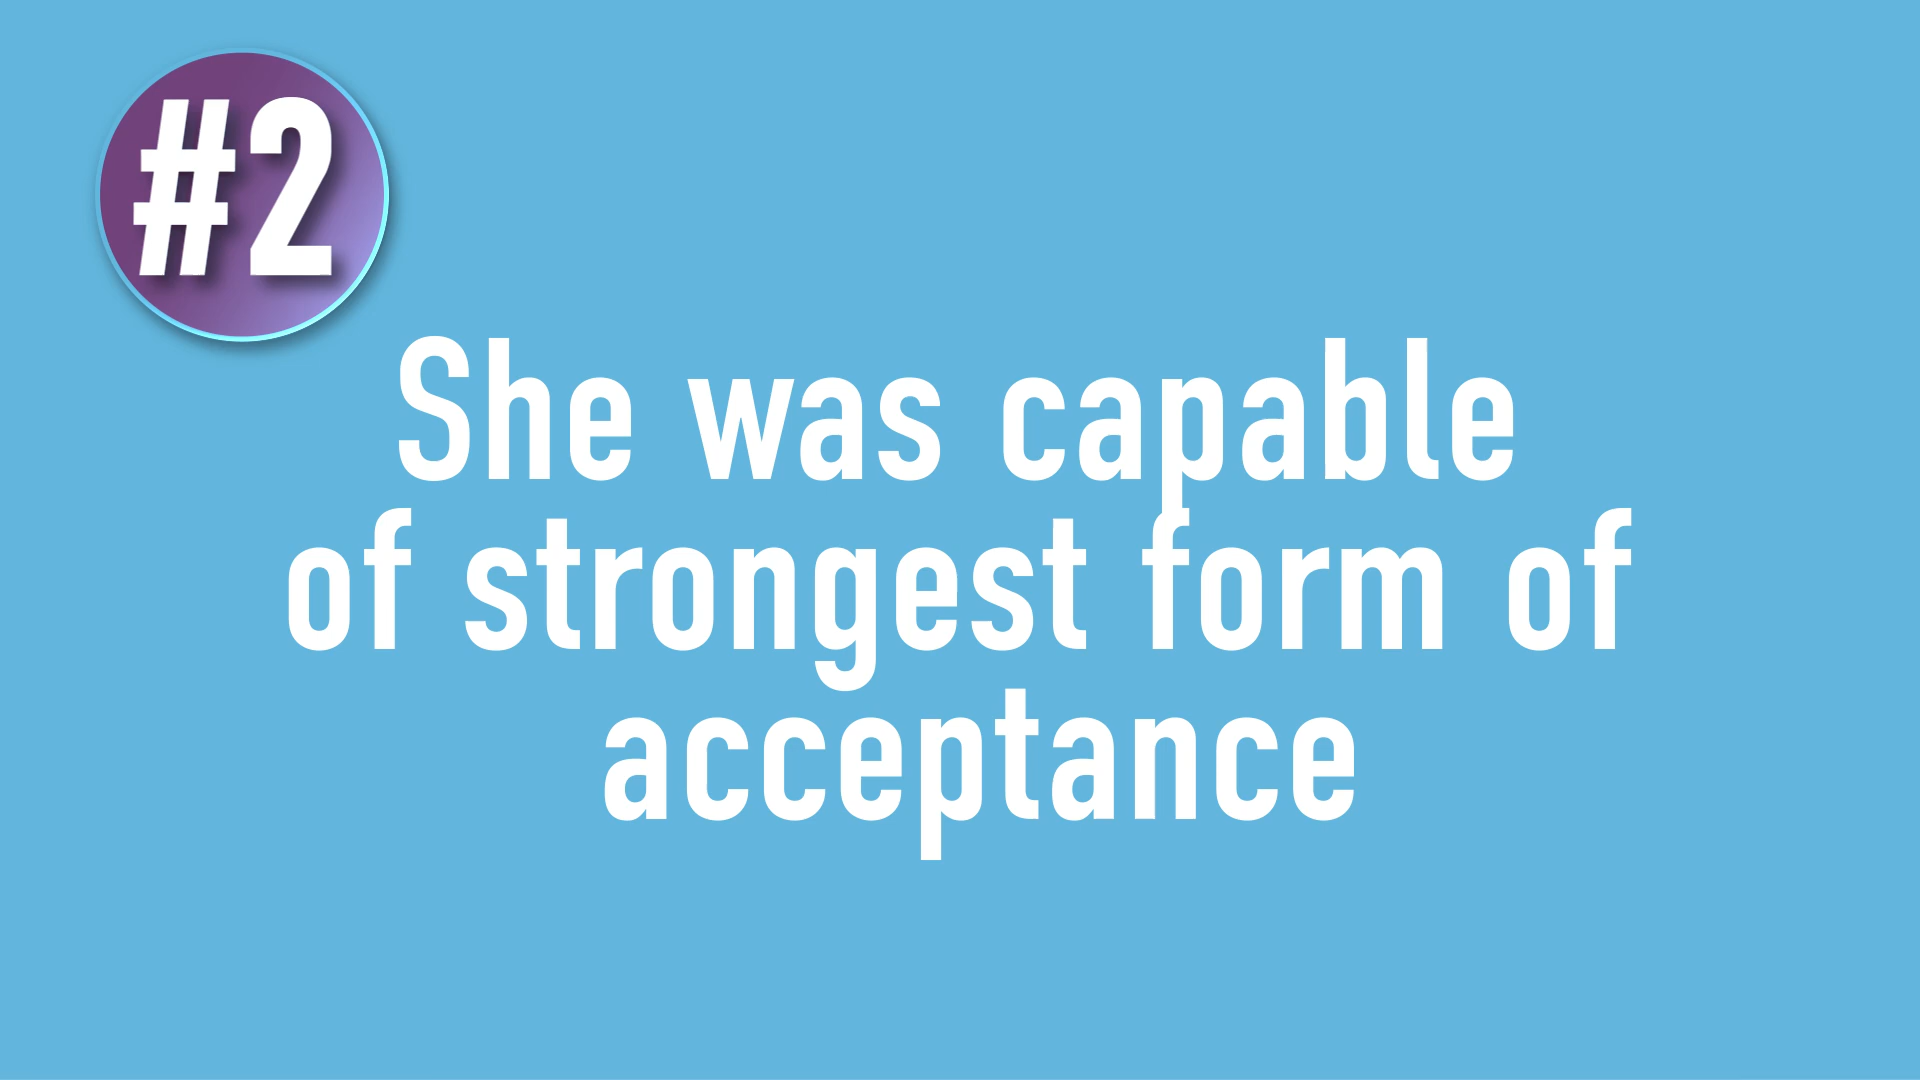 #2
She was capable
of strongest form of
acceptance